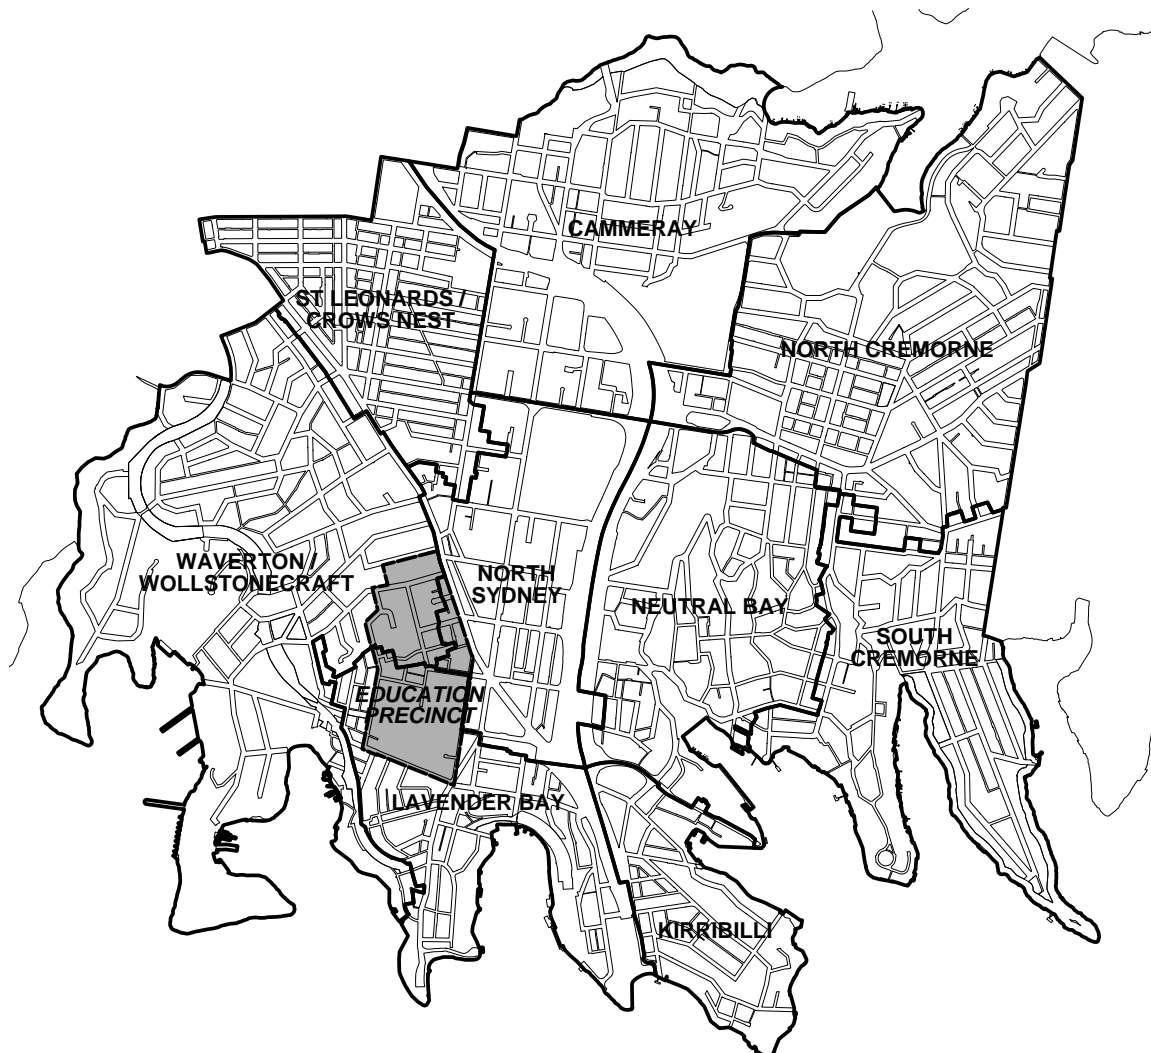 CAMMERAY
ST LEONARDS /
CROWS NEST
NORTH CREMORNE
WAVERTON /
WOLLSTONECRAFT
NORTH
SYDNEY
NEUTRAL BAY
SOUTH
CREMORNE
EDUCATION
PRECINCT
LAVENDER BAY
KIRRIBILLI